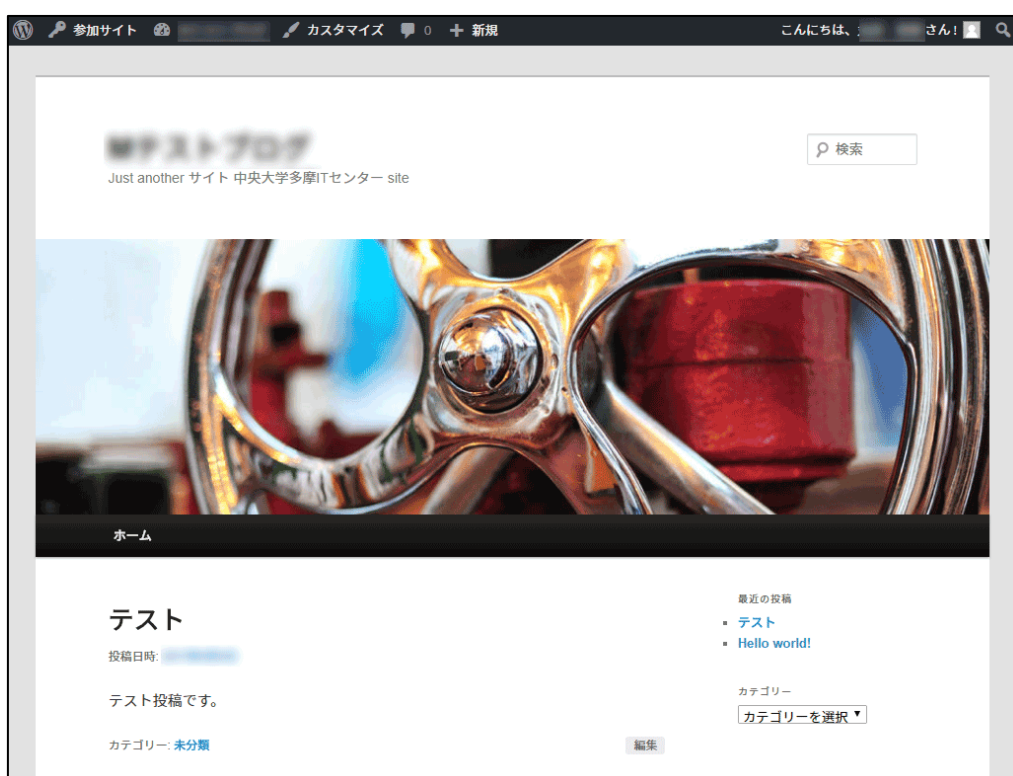 参加サイト カスタマイズ 0 新規 こんにちは、 さん!
検索
Just another サイト 中央大学多摩ITセンター site
ホーム
テスト
投稿日時:
テスト投稿です。
カテゴリー: 未分類 編集
最近の投稿
テスト
Hello world!
カテゴリー
カテゴリーを選択